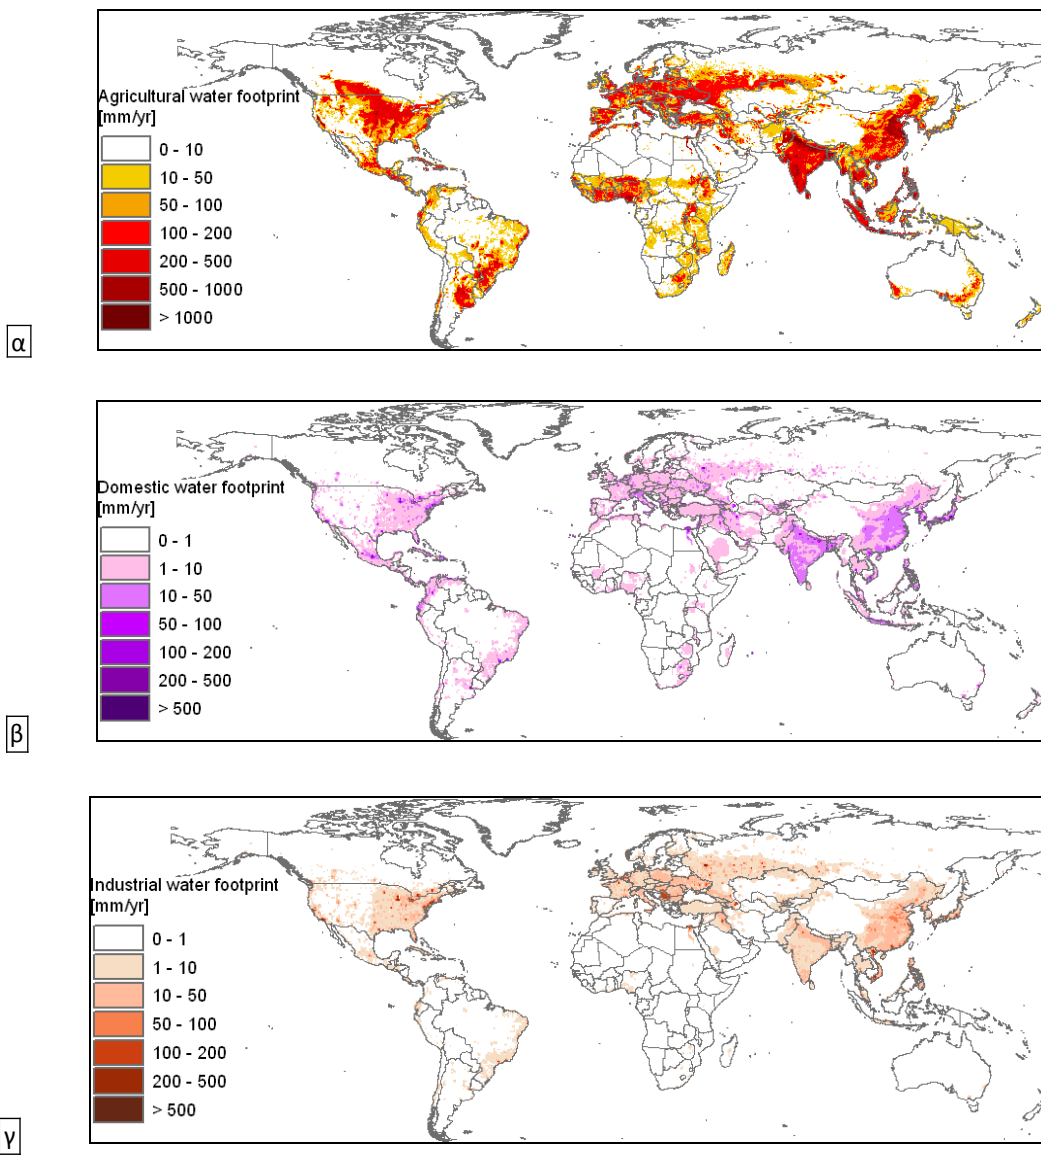 Agricultural water footprint
[mm/yr]
0 - 10
10 - 50
50 - 100
100 - 200
200 - 500
500 - 1000
> 1000
α
Domestic water footprint
[mm/yr]
0 - 1
1 - 10
10 - 50
50 - 100
100 - 200
200 - 500
> 500
β
Industrial water footprint
[mm/yr]
0 - 1
1 - 10
10 - 50
50 - 100
100 - 200
200 - 500
> 500
γ